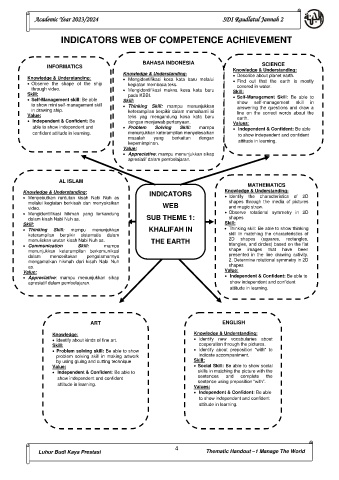 Academic Year 2023/2024
SDI Raudlatul Jannah 2
INDICATORS WEB OF COMPETENCE ACHIEVEMENT
INFORMATICS
Knowledge & Understanding:
• Observe the shape of the ship
through video.
Skill:
• Self-Management skill: Be able
to show mind self management skill
in drawing ship.
Value:
• Independent & Confident: Be
able to show independent and
confident attitude in learning.
BAHASA INDONESIA
Knowledge & Understanding:
• Mengidentifikasi kosa kata baru melalui
kegiatan membaca teks.
• Mengidentifikasi makna kosa kata baru
pada KBBI.
Skill:
• Thinking Skill: mampu menunjukkan
keterampilan berpikir dalam memahami isi
teks yang mengandung kosa kata baru
dengan menjawab pertanyaan.
• Problem Solving Skill: mampu
menunjukkan keterampilan menyelesaikan
masalah yang berkaitan dengan
kepemimpinan.
Value:
• Appreciative: mampu menunjukkan sikap
apresiatif dalam pembelajaran.
SCIENCE
Knowledge & Understanding:
• Describe about planet earth.
• Find out that the earth is mostly
covered in water
Skill:
• Self-Management Skill: Be able to
show self-management skill in
answering the questions and draw a
line on the correct words about the
earth.
Values:
• Independent & Confident: Be able
to show independent and confident
attitude in learning.
AL ISLAM
Knowledge & Understanding:
• Menyebutkan runtutan kisah Nabi Nuh as
melalui kegiatan berkisah dan menyaksikan
video.
• Mengidentifikasi hikmah yang terkandung
dalam kisah Nabi Nuh as.
Skill:
• Thinking Skill: mampu menunjukkan
keterampilan berpikir sistematis dalam
menuliskan urutan kisah Nabi Nuh as.
• Communication Skill: mampu
menunjukkan keterampilan berkomunikasi
dalam menceritakan pengalamannya
mengamalkan hikmah dari kisah Nabi Nuh
as.
Value:
• Appreciative: mampu menunjukkan sikap
apresiatif dalam pembelajaran.
INDICATORS
WEB
SUB THEME 1:
KHALIFAH IN
THE EARTH
MATHEMATICS
Knowledge & Understanding:
• Identify the characteristics of 2D
shapes through the media of pictures
and magic straw
• Observe rotational symmetry in 2D
shapes
Skill:
• Thinking skill: Be able to show thinking
skill in matching the characteristics of
2D shapes (squares, rectangles,
triangles, and circles) based on the flat
shape images that have been
presented in the line drawing activity.
2. Determine rotational symmetry in 2D
shapes
Value:
• Independent & Confident: Be able to
show independent and confident
attitude in learning.
ART
Knowledge:
• Identify about kinds of fine art.
Skill:
• Problem solving skill: Be able to show
problem solving skill in making artwork
by using gluing and cutting technique
Value:
• Independent & Confident: Be able to
show independent and confident
attitude in learning.
ENGLISH
Knowledge & Understanding:
• Identify new vocabularies about
cooperation through the pictures.
• Identify about preposition "with" to
indicate accompaniment.
Skill:
• Social Skill: Be able to show social
skills in matching the picture with the
sentences and complete the
sentence using preposition "with".
Values:
• Independent & Confident: Be able
to show independent and confident
attitude in learning.
Luhur Budi Kaya Prestasi
4
Thematic Handout – I Manage The World